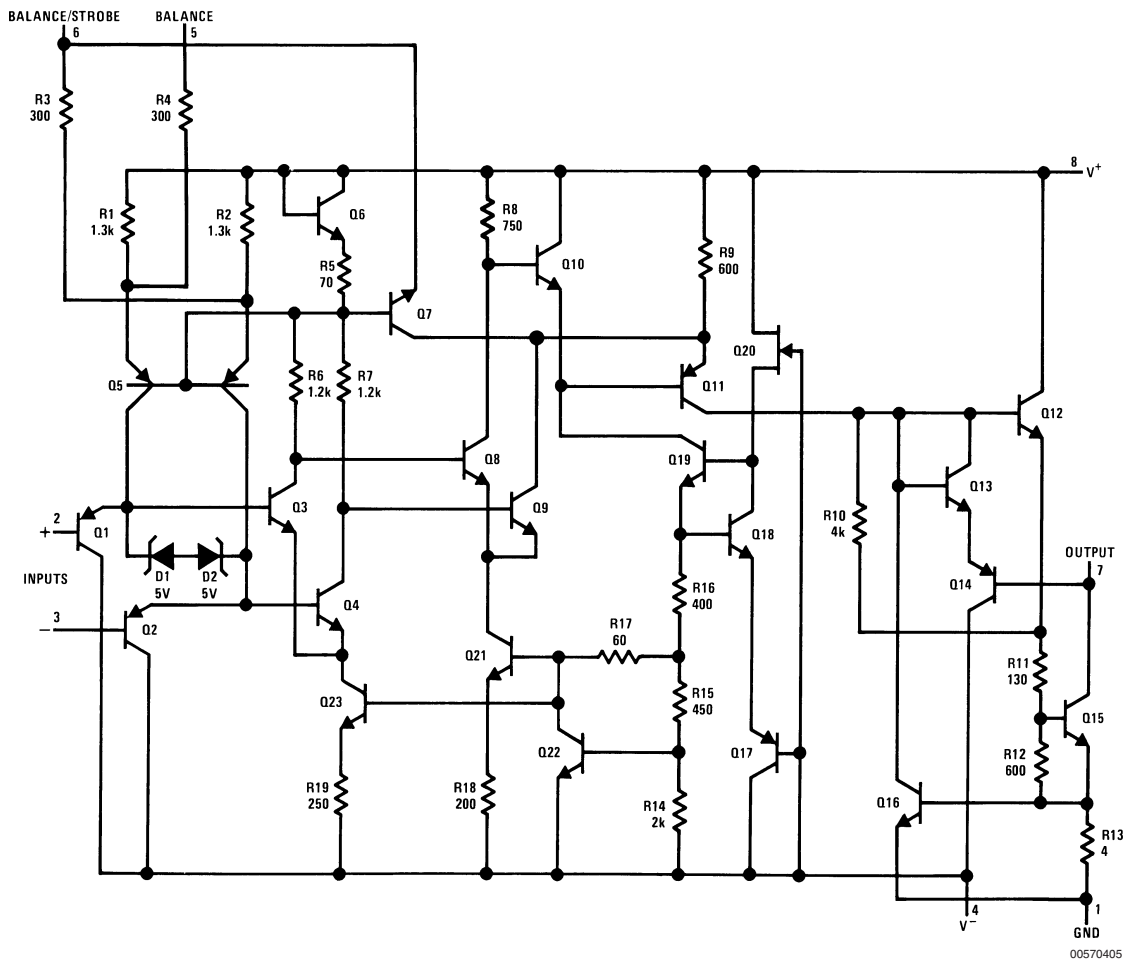 BALANCE/STROBE
6
BALANCE
5
R3
300
R4
300
8
V+
R1
1.3k
R2
1.3k
Q6
R5
70
R8
750
Q10
R9
600
Q7
Q20
Q5
R6
1.2k
R7
1.2k
Q11
Q12
Q8
Q19
Q13
+
2
Q1
Q3
Q9
Q18
R10
4k
OUTPUT
7
INPUTS
D1
5V
D2
5V
R16
400
Q14
-
3
Q2
Q4
Q21
R17
60
R11
130
Q23
R15
450
Q15
Q22
Q17
R12
600
R19
250
R18
200
R14
2k
Q16
R13
4
4
V-
1
GND
00570405